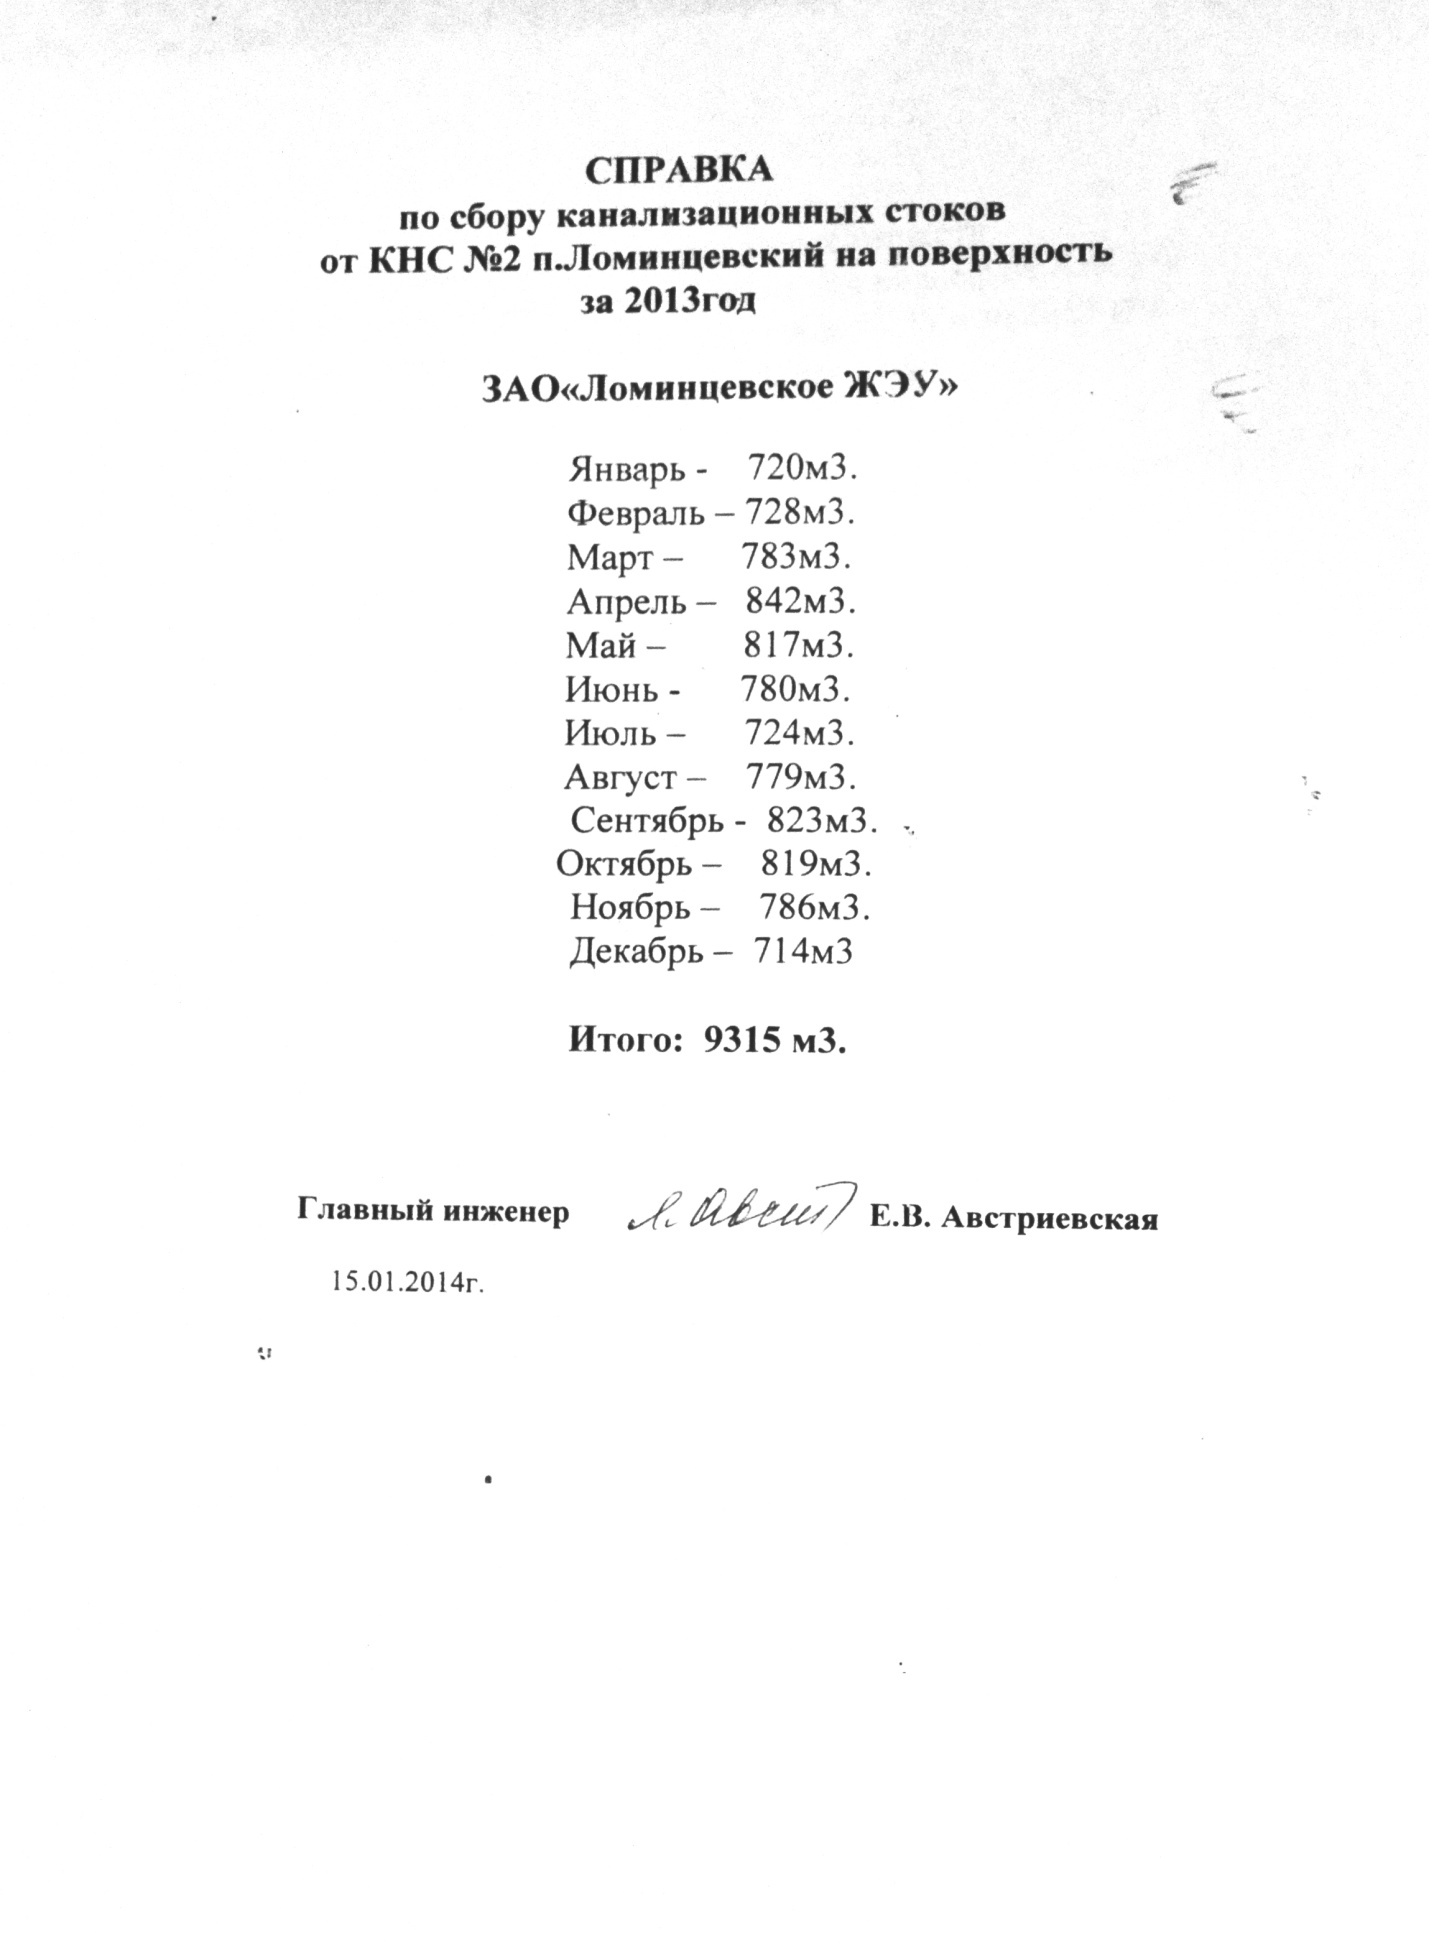 СПРАВКА
по сбору канализационных стоков
от КНС №2 п.Ломинцевский на поверхность
за 2013год
ЗАО«Ломинцевское ЖЭУ»
Январь - 720м3.
Февраль – 728м3.
Март – 783м3.
Апрель – 842м3.
Май – 817м3.
Июнь - 780м3.
Июль – 724м3.
Август – 779м3.
Сентябрь - 823м3.
Октябрь – 819м3.
Ноябрь – 786м3.
Декабрь – 714м3
Итого: 9315 м3.
Главный инженер Е.В. Австриевская
15.01.2014г.